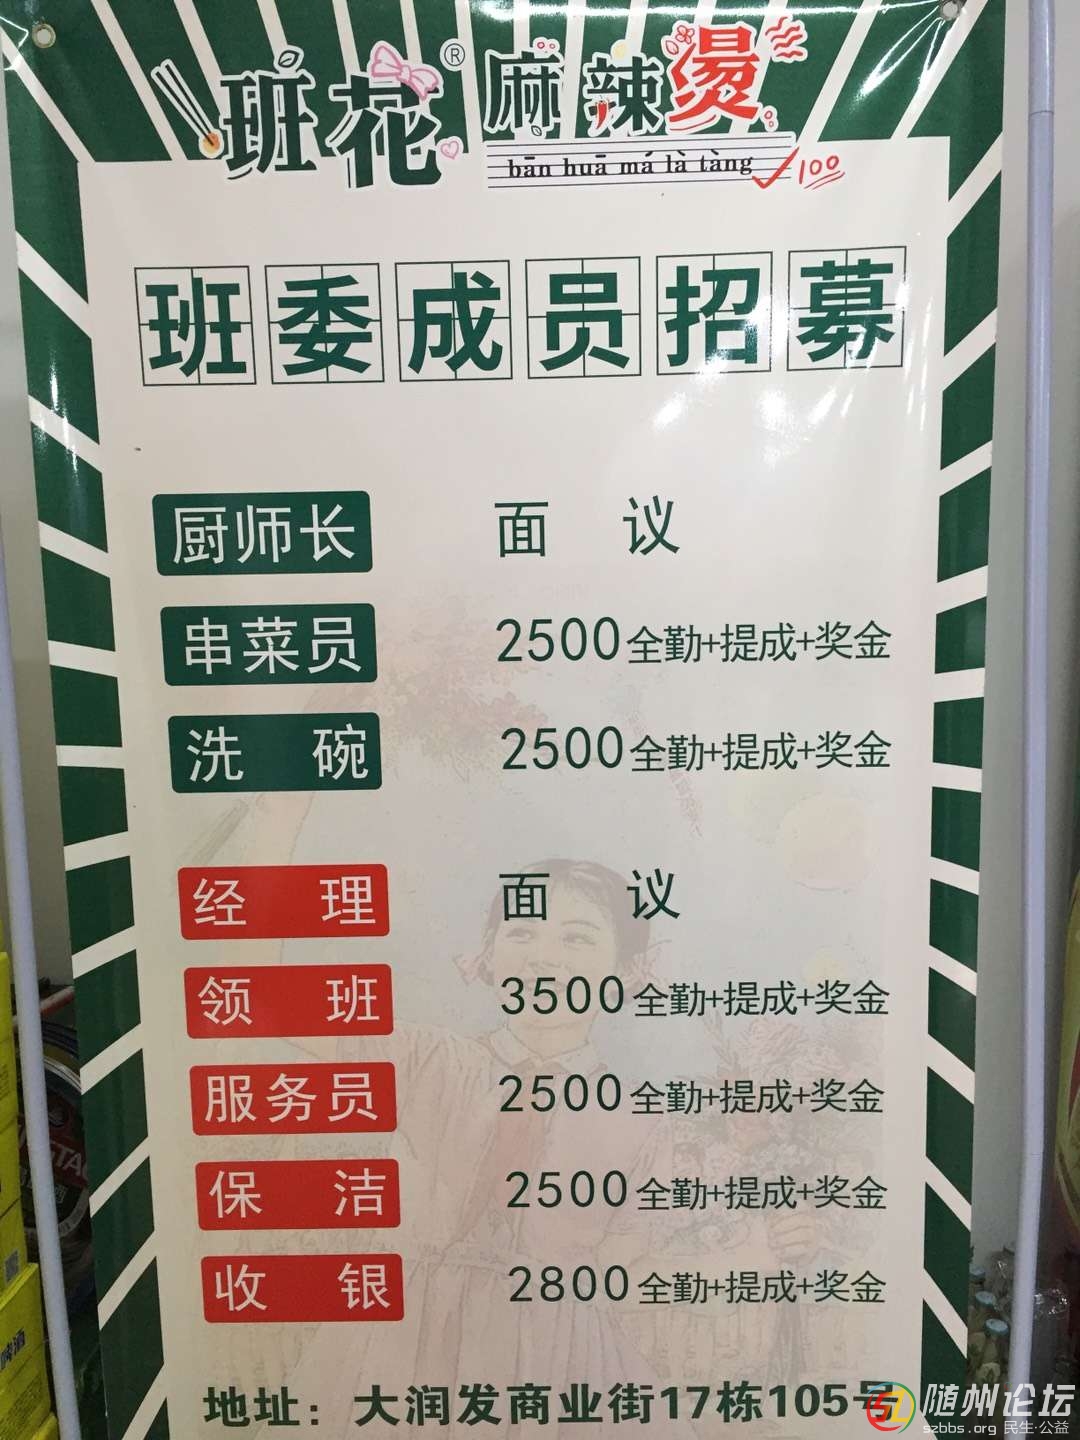 班花® 麻辣烫
bān huā má là tàng 100
班委成员招募
厨师长 面议
串菜员 2500全勤+提成+奖金
洗碗 2500全勤+提成+奖金
经理 面议
领班 3500全勤+提成+奖金
服务员 2500全勤+提成+奖金
保洁 2500全勤+提成+奖金
收银 2800全勤+提成+奖金
地址：大润发商业街17栋105号
随州论坛
szbbs.org 民生·公益
啤酒